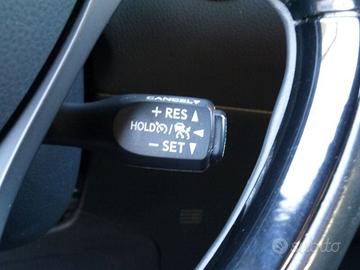 CANCEL
+ RES ▲
HOLD / ◄
− SET ▼
subito